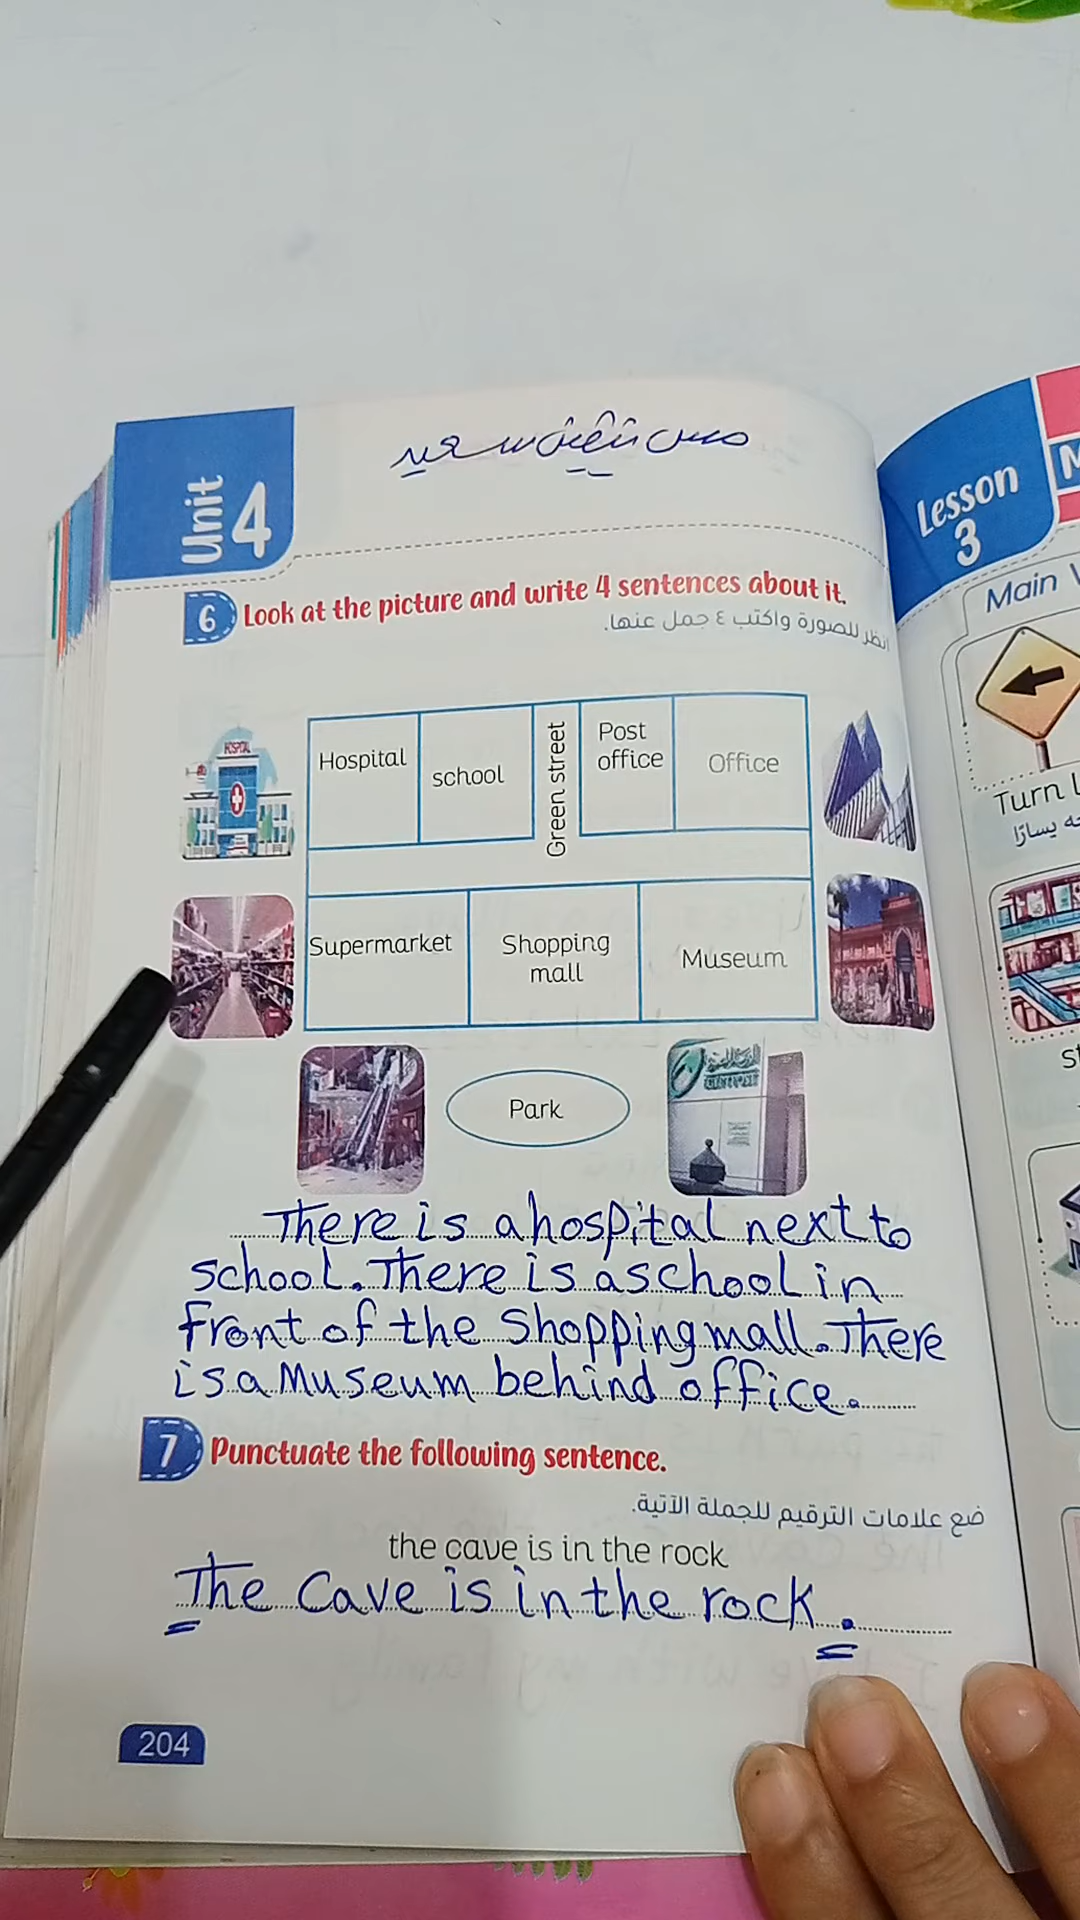 Unit 4
Lesson 3
6 Look at the picture and write 4 sentences about it.
انظر للصورة واكتب ٤ جمل عنها.
HOSPITAL
Hospital
school
Green street
Post office
Office
Supermarket
Shopping mall
Museum
Park
There is a hospital next to
school. There is a school in
front of the shopping mall. There
is a Museum behind office.
7 Punctuate the following sentence.
ضع علامات الترقيم للجملة الآتية.
the cave is in the rock
The Cave is in the rock.
204
Main
Turn
يسارًا